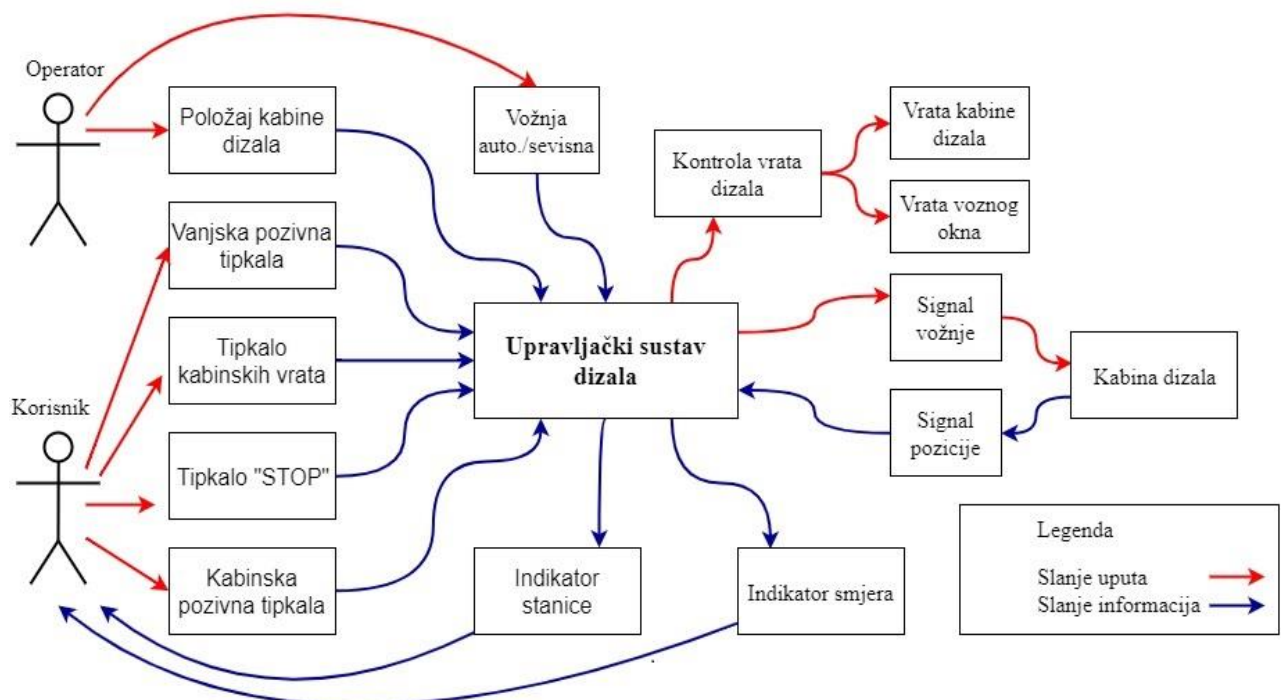 Operator
Položaj kabine
dizala
Vožnja
auto./sevisna
Kontrola vrata
dizala
Vrata kabine
dizala
Vrata voznog
okna
Vanjska pozivna
tipkala
Tipkalo
kabinskih vrata
Upravljački sustav
dizala
Signal
vožnje
Kabina dizala
Signal
pozicije
Korisnik
Tipkalo "STOP"
Kabinska
pozivna tipkala
Indikator
stanice
Indikator smjera
Legenda
Slanje uputa
Slanje informacija